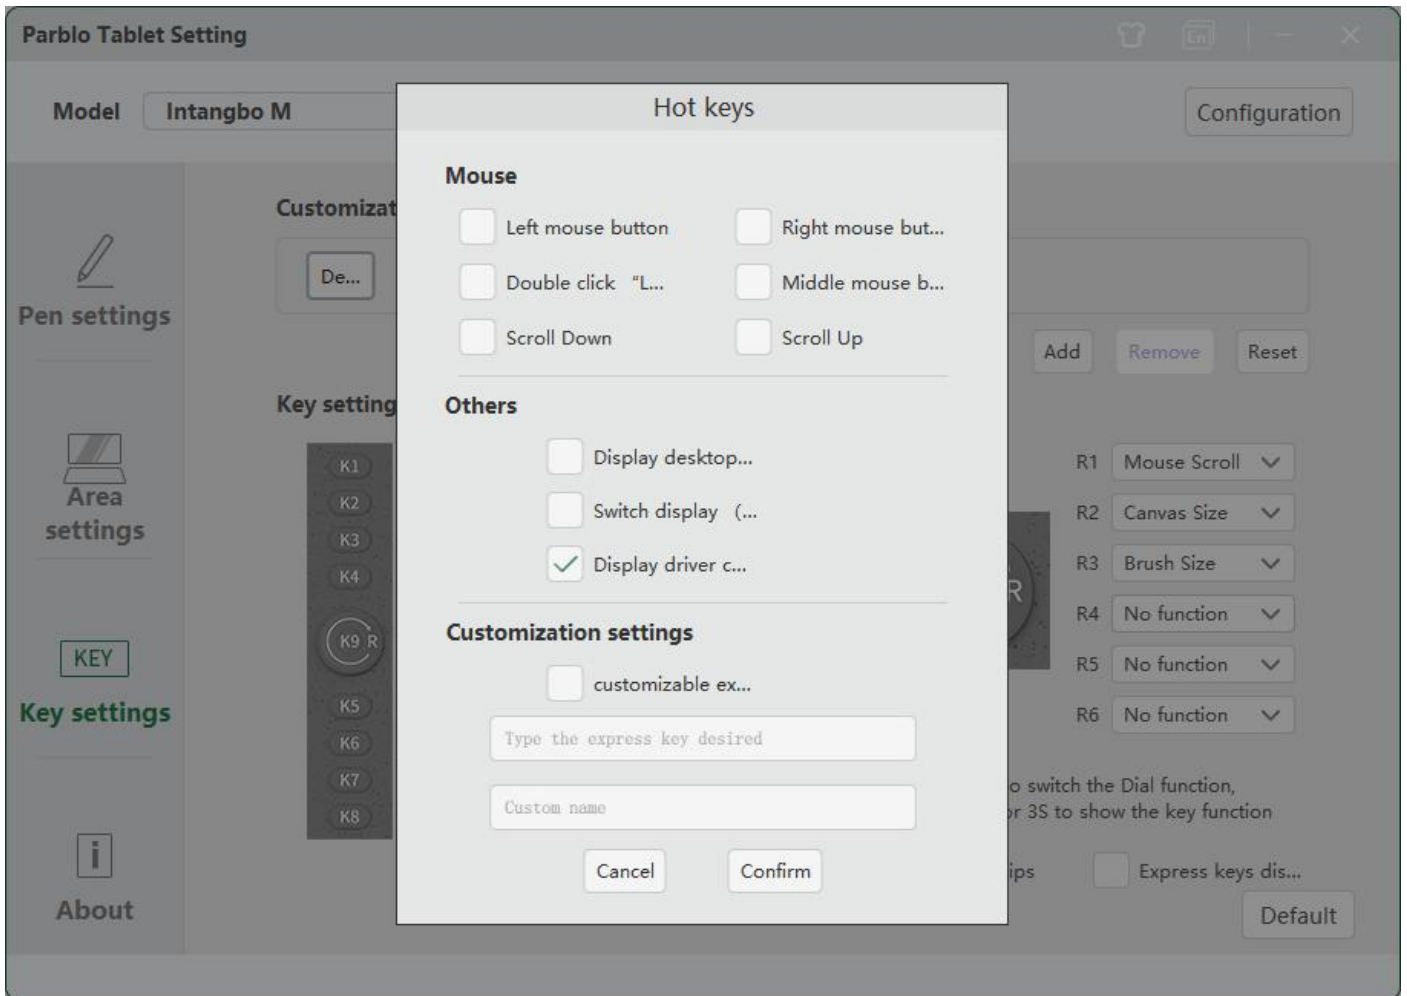 Parblo Tablet Setting
En
Model Intangbo M Configuration
Hot keys
Mouse
Left mouse button Right mouse but...
Double click “L... Middle mouse b...
Scroll Down Scroll Up
Others
Display desktop...
Switch display (...
Display driver c...
Customization settings
customizable ex...
Type the express key desired
Custom name
Cancel Confirm
Pen settings
Area
settings
KEY
Key settings
i
About
Customizat
De...
Add Remove Reset
Key setting
K1
K2
K3
K4
K9 R
K5
K6
K7
K8
R
R1 Mouse Scroll
R2 Canvas Size
R3 Brush Size
R4 No function
R5 No function
R6 No function
o switch the Dial function,
or 3S to show the key function
ips Express keys dis...
Default